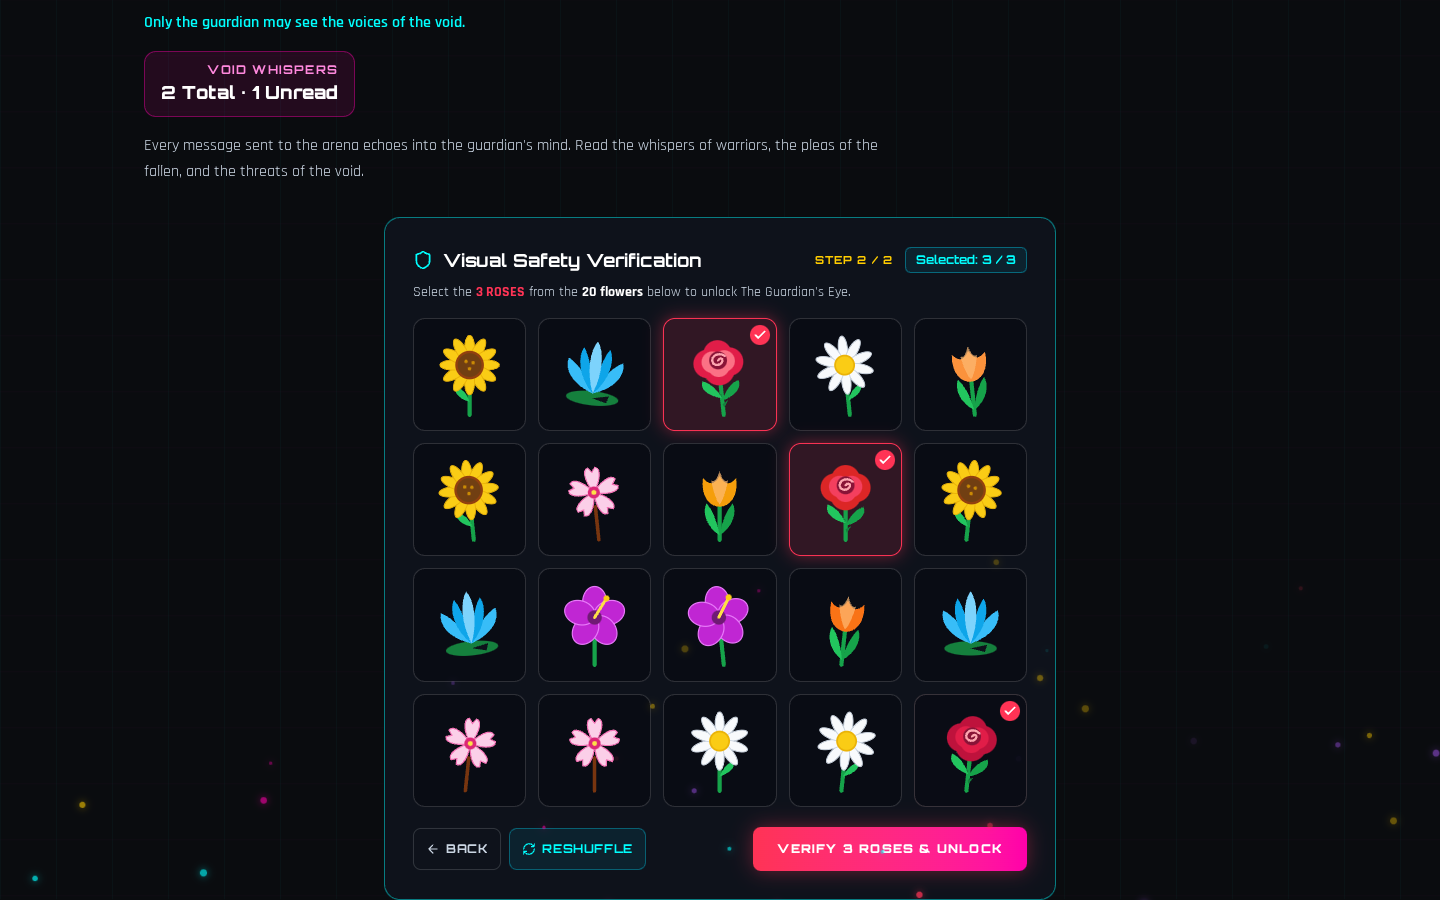 Only the guardian may see the voices of the void.
VOID WHISPERS
2 Total · 1 Unread
Every message sent to the arena echoes into the guardian's mind. Read the whispers of warriors, the pleas of the
fallen, and the threats of the void.
Visual Safety Verification
STEP 2 / 2
Selected: 3 / 3
Select the 3 ROSES from the 20 flowers below to unlock The Guardian's Eye.
BACK
RESHUFFLE
VERIFY 3 ROSES & UNLOCK